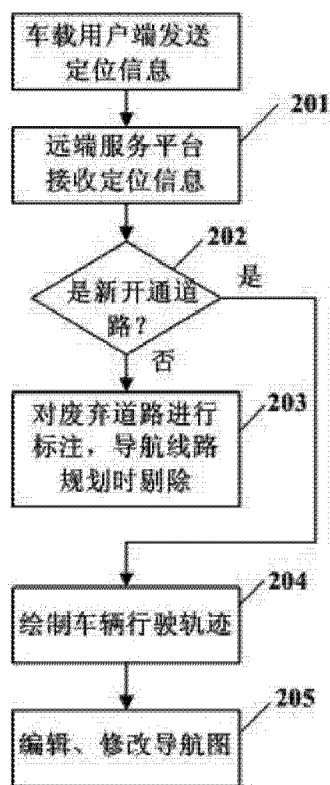 车载用户端发送
定位信息
201
远端服务平台
接收定位信息
202
是新开通道
路？
是
否
203
对废弃道路进行
标注，导航线路
规划时剔除
204
绘制车辆行驶轨迹
205
编辑、修改导航图